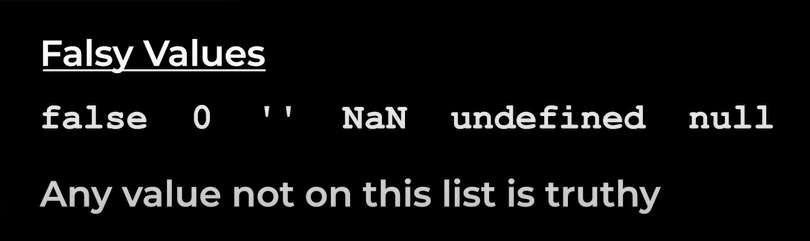 Falsy Values
false 0 '' NaN undefined null
Any value not on this list is truthy